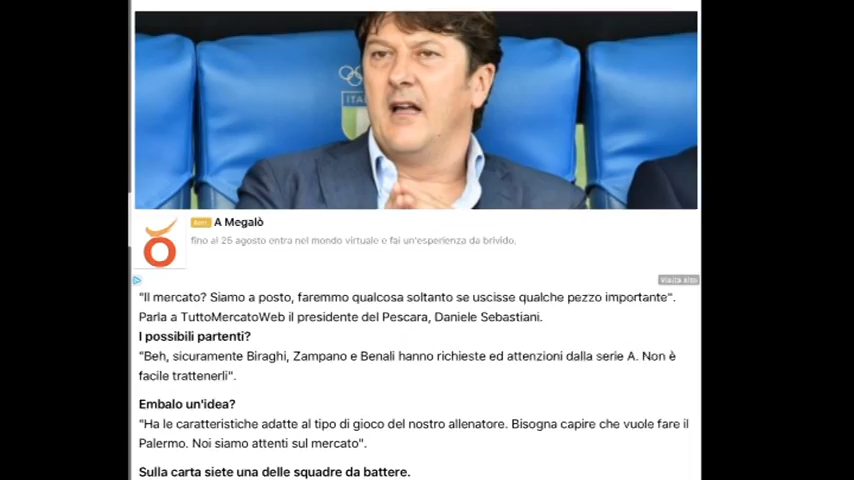 ITALIA
Ann. A Megalò
fino al 25 agosto entra nel mondo virtuale e fai un'esperienza da brivido.
Visita sito
"Il mercato? Siamo a posto, faremmo qualcosa soltanto se uscisse qualche pezzo importante".
Parla a TuttoMercatoWeb il presidente del Pescara, Daniele Sebastiani.
I possibili partenti?
"Beh, sicuramente Biraghi, Zampano e Benali hanno richieste ed attenzioni dalla serie A. Non è
facile trattenerli".
Embalo un'idea?
"Ha le caratteristiche adatte al tipo di gioco del nostro allenatore. Bisogna capire che vuole fare il
Palermo. Noi siamo attenti sul mercato".
Sulla carta siete una delle squadre da battere.